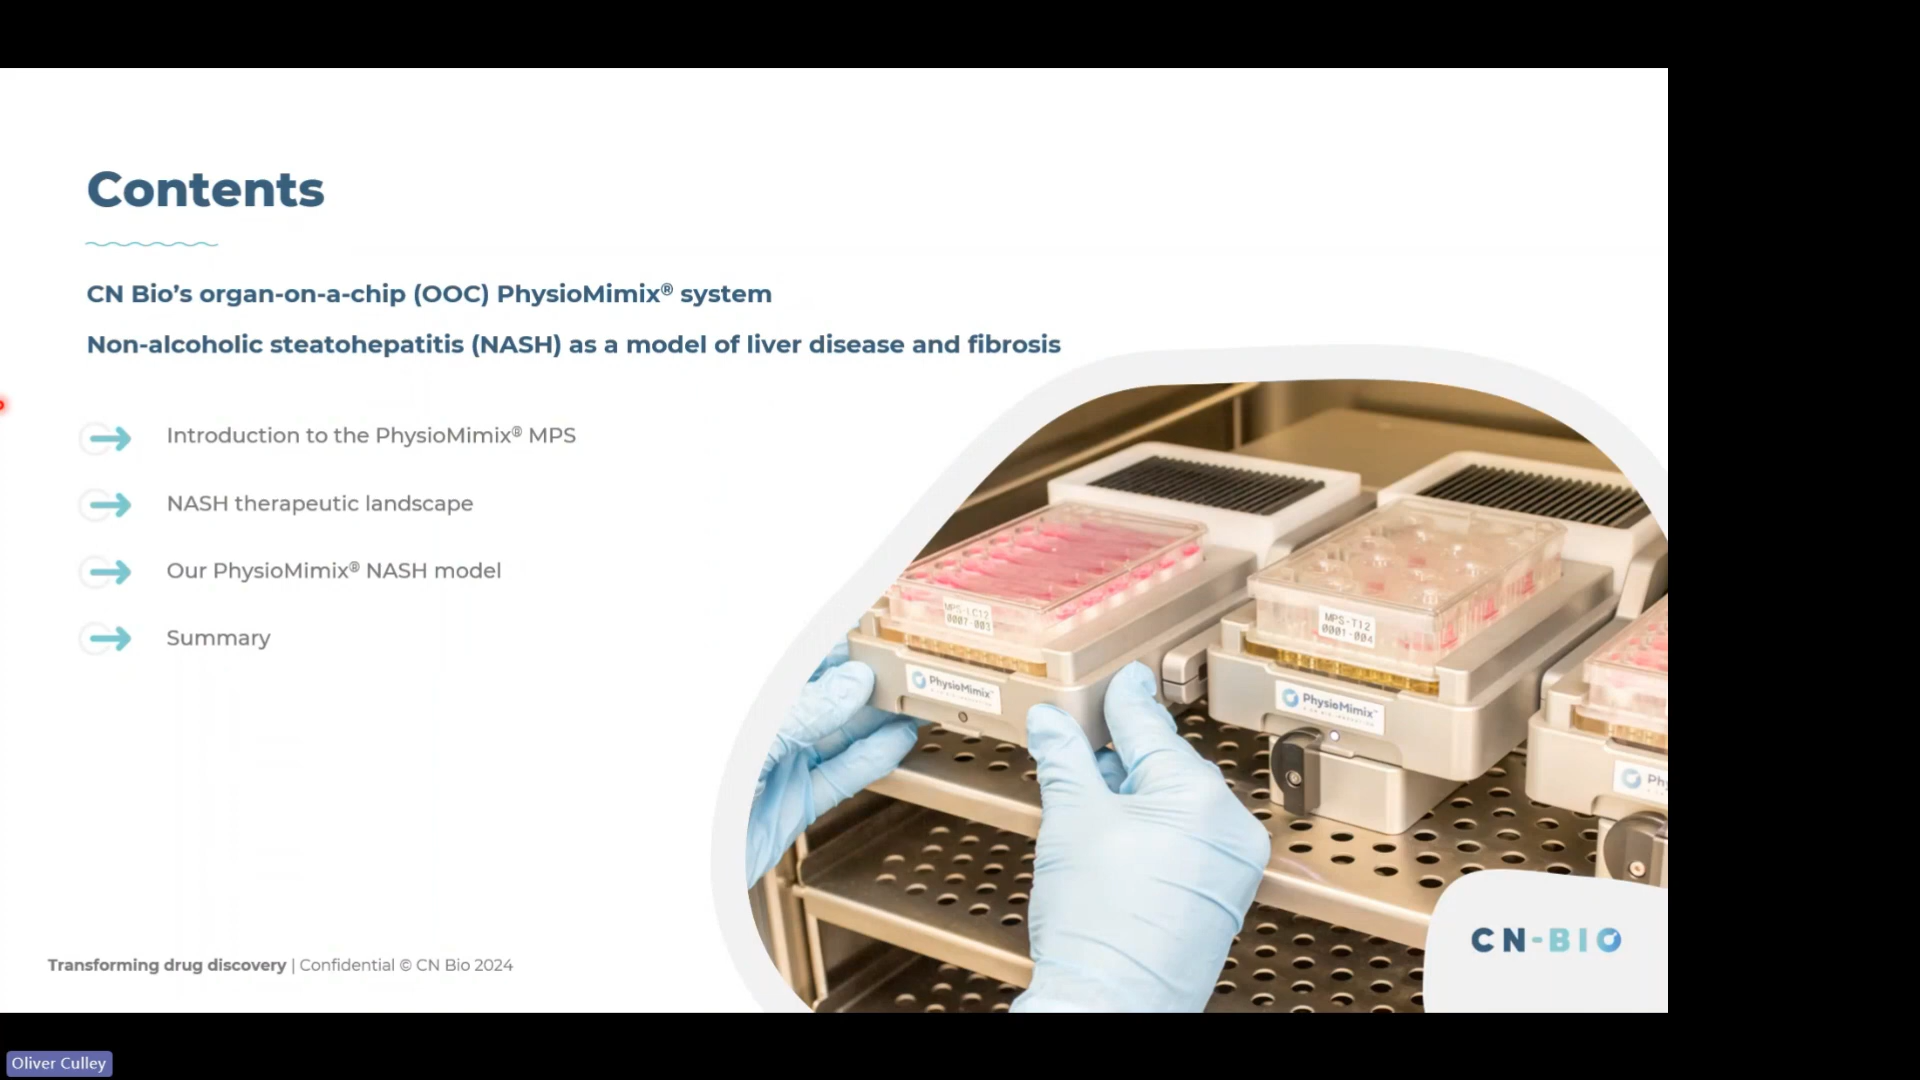 Contents
CN Bio’s organ-on-a-chip (OOC) PhysioMimix® system
Non-alcoholic steatohepatitis (NASH) as a model of liver disease and fibrosis
Introduction to the PhysioMimix® MPS
NASH therapeutic landscape
Our PhysioMimix® NASH model
Summary
MPS-LC12
0007-003
MPS-T12
0001-004
PhysioMimix™
PhysioMimix™
Ph
CN-BIO
Transforming drug discovery | Confidential © CN Bio 2024
Oliver Culley